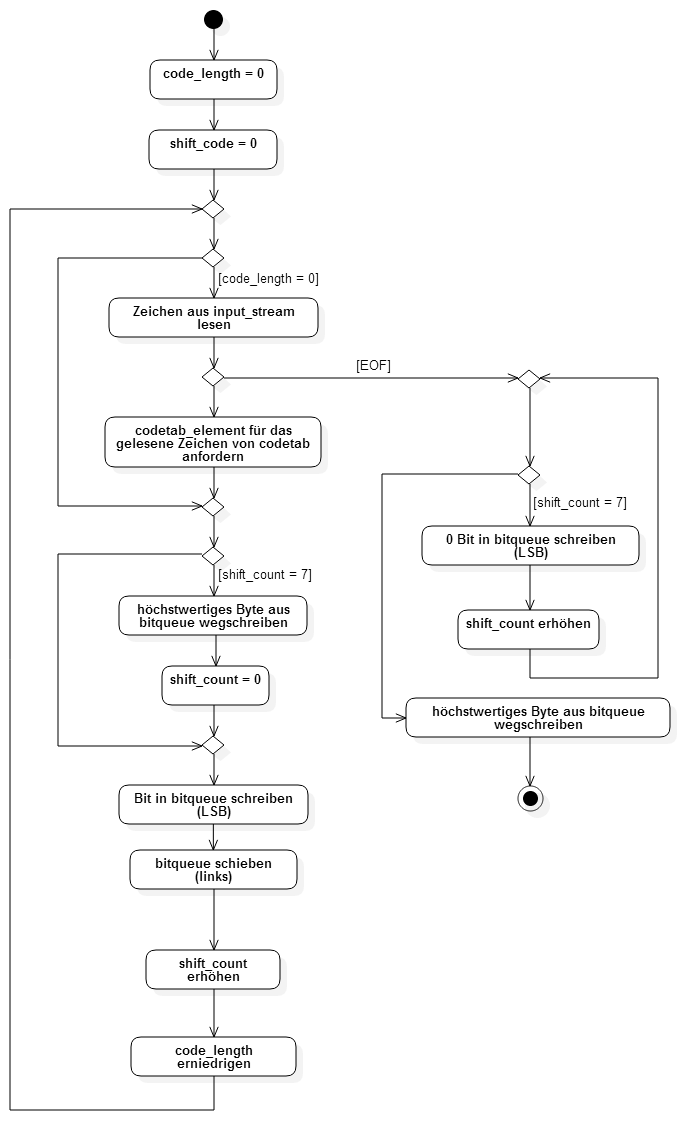 code_length = 0
shift_code = 0
[code_length = 0]
Zeichen aus input_stream
lesen
[EOF]
codetab_element für das
gelesene Zeichen von codetab
anfordern
[shift_count = 7]
höchstwertiges Byte aus
bitqueue wegschreiben
shift_count = 0
Bit in bitqueue schreiben
(LSB)
bitqueue schieben
(links)
shift_count
erhöhen
code_length
erniedrigen
[shift_count = 7]
0 Bit in bitqueue schreiben
(LSB)
shift_count erhöhen
höchstwertiges Byte aus bitqueue
wegschreiben